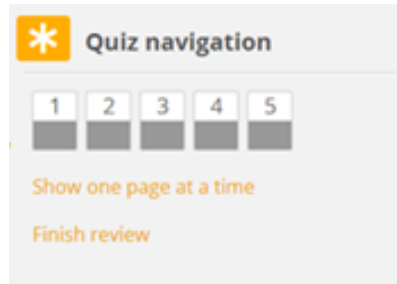 Quiz navigation
1 2 3 4 5
Show one page at a time
Finish review